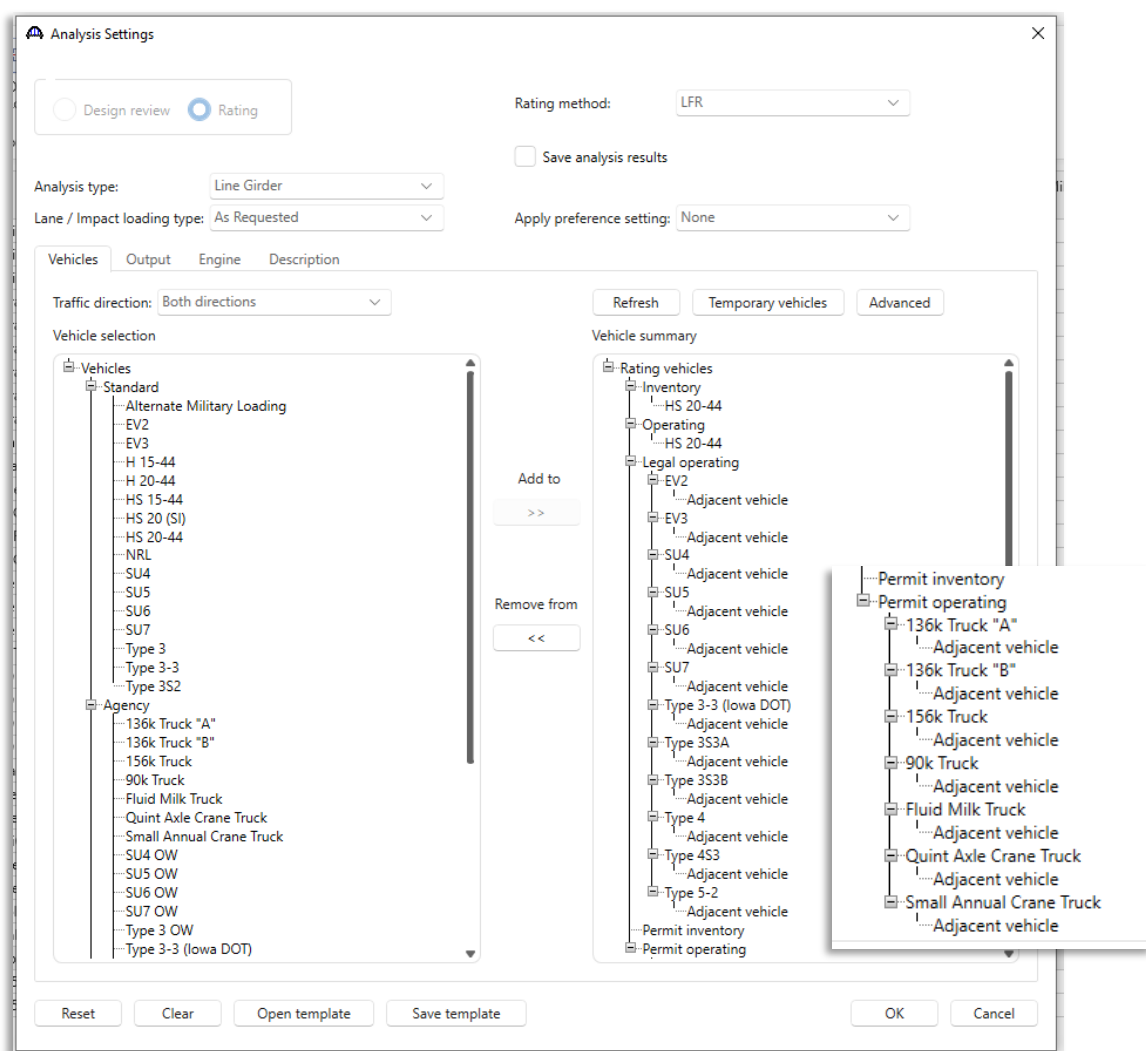 Analysis Settings
Design review
Rating
Rating method:
LFR
Save analysis results
Analysis type:
Line Girder
Lane / Impact loading type:
As Requested
Apply preference setting:
None
Vehicles
Output
Engine
Description
Traffic direction:
Both directions
Refresh
Temporary vehicles
Advanced
Vehicle selection
Vehicles
Standard
Alternate Military Loading
EV2
EV3
H 15-44
H 20-44
HS 15-44
HS 20 (SI)
HS 20-44
NRL
SU4
SU5
SU6
SU7
Type 3
Type 3-3
Type 3S2
Agency
136k Truck "A"
136k Truck "B"
156k Truck
90k Truck
Fluid Milk Truck
Quint Axle Crane Truck
Small Annual Crane Truck
SU4 OW
SU5 OW
SU6 OW
SU7 OW
Type 3 OW
Type 3-3 (Iowa DOT)
Add to
>>
Remove from
<<
Vehicle summary
Rating vehicles
Inventory
HS 20-44
Operating
HS 20-44
Legal operating
EV2
Adjacent vehicle
EV3
Adjacent vehicle
SU4
Adjacent vehicle
SU5
Adjacent vehicle
SU6
Adjacent vehicle
SU7
Adjacent vehicle
Type 3-3 (Iowa DOT)
Adjacent vehicle
Type 3S3A
Adjacent vehicle
Type 3S3B
Adjacent vehicle
Type 4
Adjacent vehicle
Type 4S3
Adjacent vehicle
Type 5-2
Adjacent vehicle
Permit inventory
Permit operating
Permit inventory
Permit operating
136k Truck "A"
Adjacent vehicle
136k Truck "B"
Adjacent vehicle
156k Truck
Adjacent vehicle
90k Truck
Adjacent vehicle
Fluid Milk Truck
Adjacent vehicle
Quint Axle Crane Truck
Adjacent vehicle
Small Annual Crane Truck
Adjacent vehicle
Reset
Clear
Open template
Save template
OK
Cancel